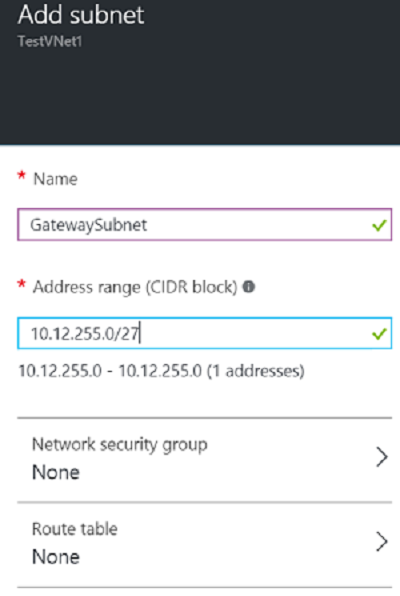 Add subnet
TestVNet1
* Name
GatewaySubnet
* Address range (CIDR block)
10.12.255.0/27
10.12.255.0 - 10.12.255.0 (1 addresses)
Network security group
None
Route table
None